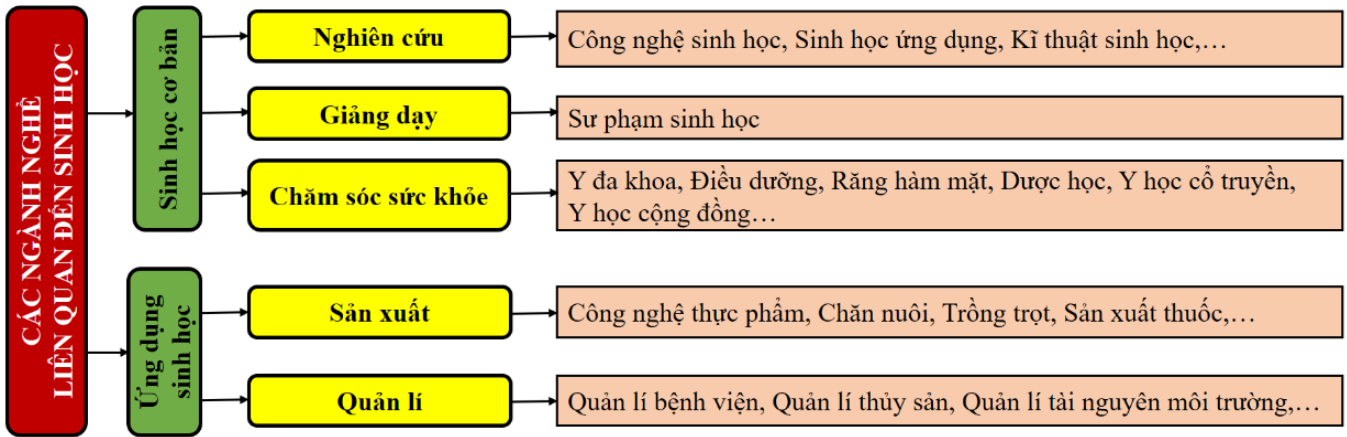 CÁC NGÀNH NGHỀ
LIÊN QUAN ĐẾN SINH HỌC
Sinh học cơ bản
Nghiên cứu
Công nghệ sinh học, Sinh học ứng dụng, Kĩ thuật sinh học,…
Giảng dạy
Sư phạm sinh học
Chăm sóc sức khỏe
Y đa khoa, Điều dưỡng, Răng hàm mặt, Dược học, Y học cổ truyền,
Y học cộng đồng…
Ứng dụng
sinh học
Sản xuất
Công nghệ thực phẩm, Chăn nuôi, Trồng trọt, Sản xuất thuốc,…
Quản lí
Quản lí bệnh viện, Quản lí thủy sản, Quản lí tài nguyên môi trường,…